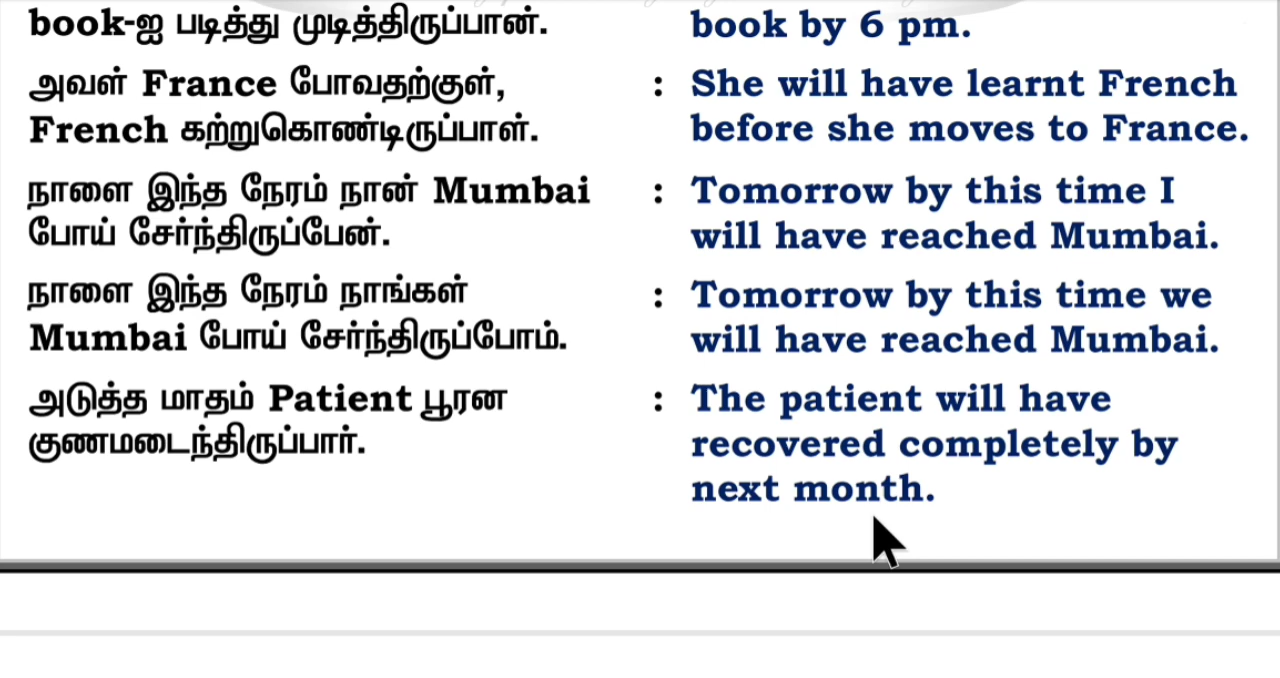 book-ஐ படித்து முடித்திருப்பான்.
book by 6 pm.
அவள் France போவதற்குள்,
French கற்றுகொண்டிருப்பாள்.
: She will have learnt French
before she moves to France.
நாளை இந்த நேரம் நான் Mumbai
போய் சேர்ந்திருப்பேன்.
: Tomorrow by this time I
will have reached Mumbai.
நாளை இந்த நேரம் நாங்கள்
Mumbai போய் சேர்ந்திருப்போம்.
: Tomorrow by this time we
will have reached Mumbai.
அடுத்த மாதம் Patient பூரன
குணமடைந்திருப்பார்.
: The patient will have
recovered completely by
next month.